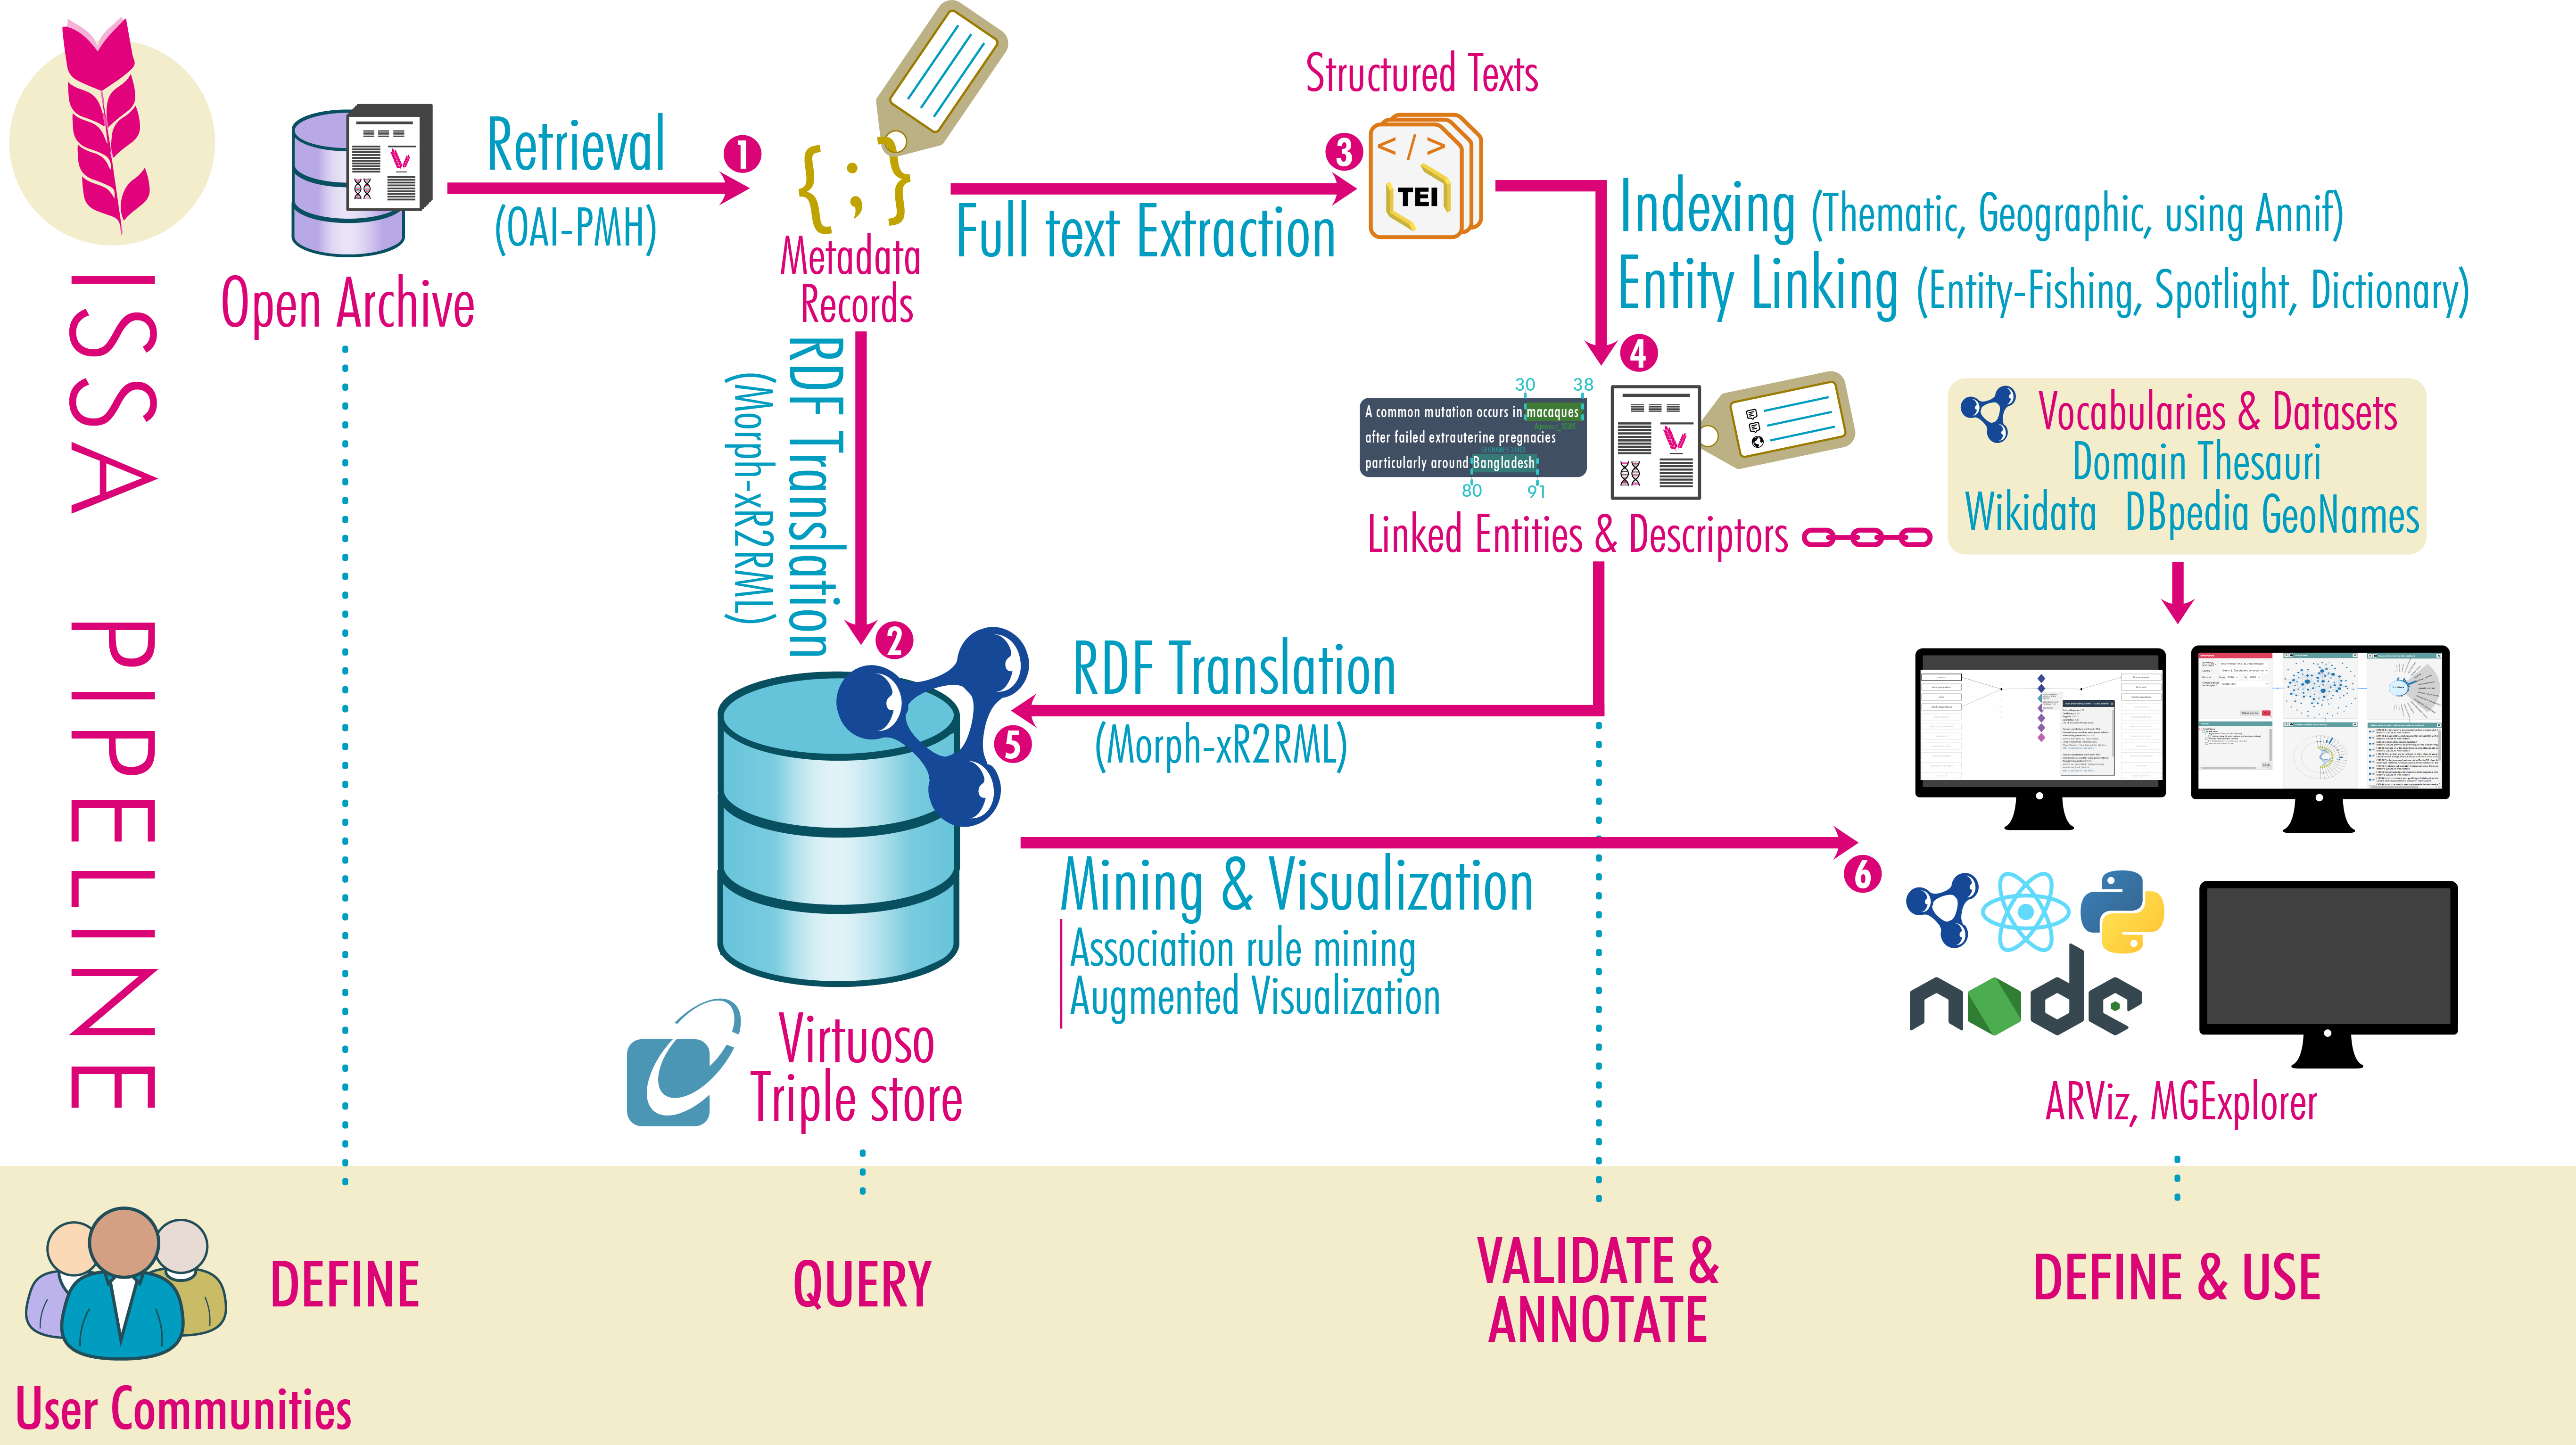 ISSA PIPELINE
Open Archive
Retrieval
(OAI-PMH)
1
{;}
Metadata
Records
Full text Extraction
Structured Texts
3
</>
TEI
Indexing (Thematic, Geographic, using Annif)
Entity Linking (Entity-Fishing, Spotlight, Dictionary)
4
30 38
A common mutation occurs in macaques
after failed extrauterine pregnacies
particularly around Bangladesh
80 91
Linked Entities & Descriptors
Vocabularies & Datasets
Domain Thesauri
Wikidata DBpedia GeoNames
RDF Translation
(Morph-xR2RML)
2
RDF Translation
(Morph-xR2RML)
5
Mining & Visualization
Association rule mining
Augmented Visualization
6
Virtuoso
Triple store
node
ARViz, MGExplorer
User Communities
DEFINE
QUERY
VALIDATE &
ANNOTATE
DEFINE & USE